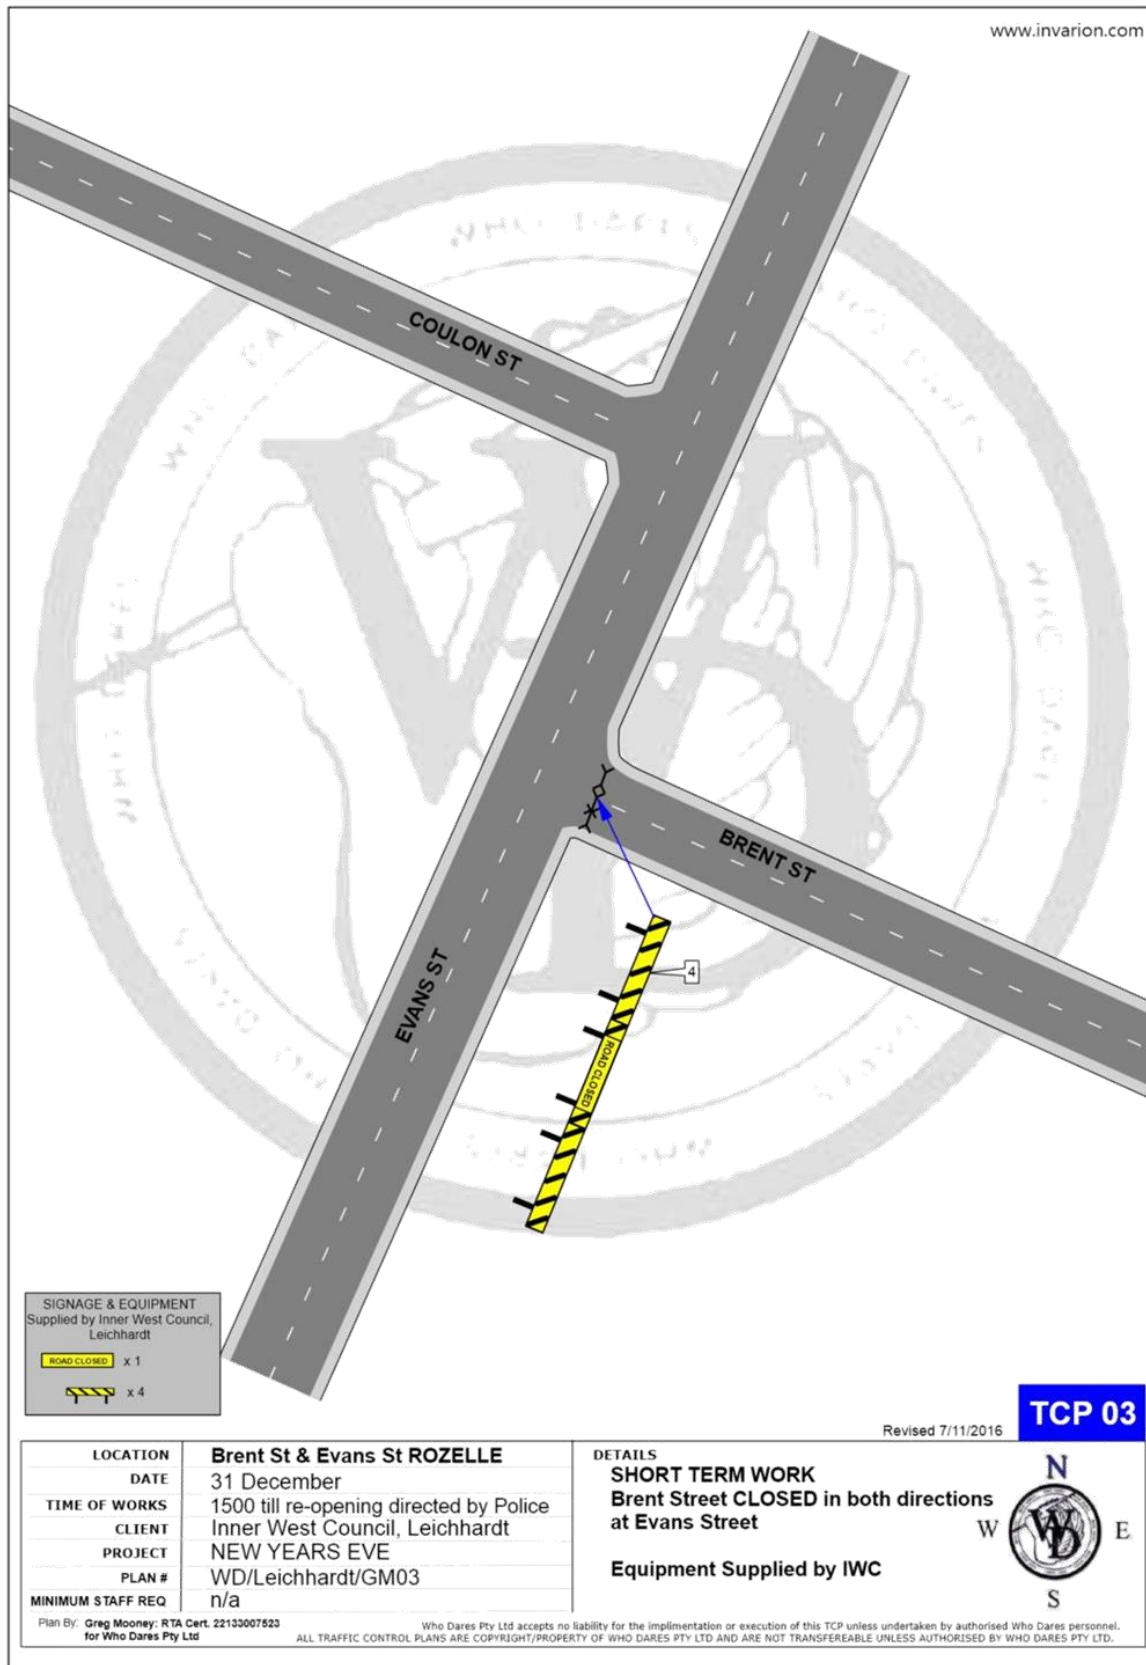 www.invarion.com
COULON ST
BRENT ST
4
EVANS ST
ROAD CLOSED
SIGNAGE & EQUIPMENT
Supplied by Inner West Council,
Leichhardt
ROAD CLOSED x 1
x 4
Revised 7/11/2016
TCP 03
LOCATION Brent St & Evans St ROZELLE
DATE 31 December
TIME OF WORKS 1500 till re-opening directed by Police
CLIENT Inner West Council, Leichhardt
PROJECT NEW YEARS EVE
PLAN # WD/Leichhardt/GM03
MINIMUM STAFF REQ n/a
DETAILS
SHORT TERM WORK
Brent Street CLOSED in both directions
at Evans Street
Equipment Supplied by IWC
N
W E
WD
S
Plan By: Greg Mooney: RTA Cert. 22133007523
for Who Dares Pty Ltd
Who Dares Pty Ltd accepts no liability for the implimentation or execution of this TCP unless undertaken by authorised Who Dares personnel.
ALL TRAFFIC CONTROL PLANS ARE COPYRIGHT/PROPERTY OF WHO DARES PTY LTD AND ARE NOT TRANSFEREABLE UNLESS AUTHORISED BY WHO DARES PTY LTD.